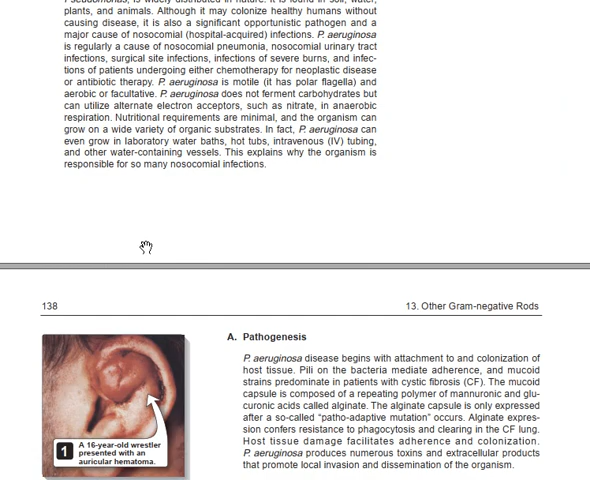 Pseudomonas, is widely distributed in nature. It is found in soil, water,
plants, and animals. Although it may colonize healthy humans without
causing disease, it is also a significant opportunistic pathogen and a
major cause of nosocomial (hospital-acquired) infections. P. aeruginosa
is regularly a cause of nosocomial pneumonia, nosocomial urinary tract
infections, surgical site infections, infections of severe burns, and infec-
tions of patients undergoing either chemotherapy for neoplastic disease
or antibiotic therapy. P. aeruginosa is motile (it has polar flagella) and
aerobic or facultative. P. aeruginosa does not ferment carbohydrates but
can utilize alternate electron acceptors, such as nitrate, in anaerobic
respiration. Nutritional requirements are minimal, and the organism can
grow on a wide variety of organic substrates. In fact, P. aeruginosa can
even grow in laboratory water baths, hot tubs, intravenous (IV) tubing,
and other water-containing vessels. This explains why the organism is
responsible for so many nosocomial infections.
138
13. Other Gram-negative Rods
A. Pathogenesis
P. aeruginosa disease begins with attachment to and colonization of
host tissue. Pili on the bacteria mediate adherence, and mucoid
strains predominate in patients with cystic fibrosis (CF). The mucoid
capsule is composed of a repeating polymer of mannuronic and glu-
curonic acids called alginate. The alginate capsule is only expressed
after a so-called "patho-adaptive mutation" occurs. Alginate expres-
sion confers resistance to phagocytosis and clearing in the CF lung.
Host tissue damage facilitates adherence and colonization.
P. aeruginosa produces numerous toxins and extracellular products
that promote local invasion and dissemination of the organism.
1
A 16-year-old wrestler
presented with an
auricular hematoma.